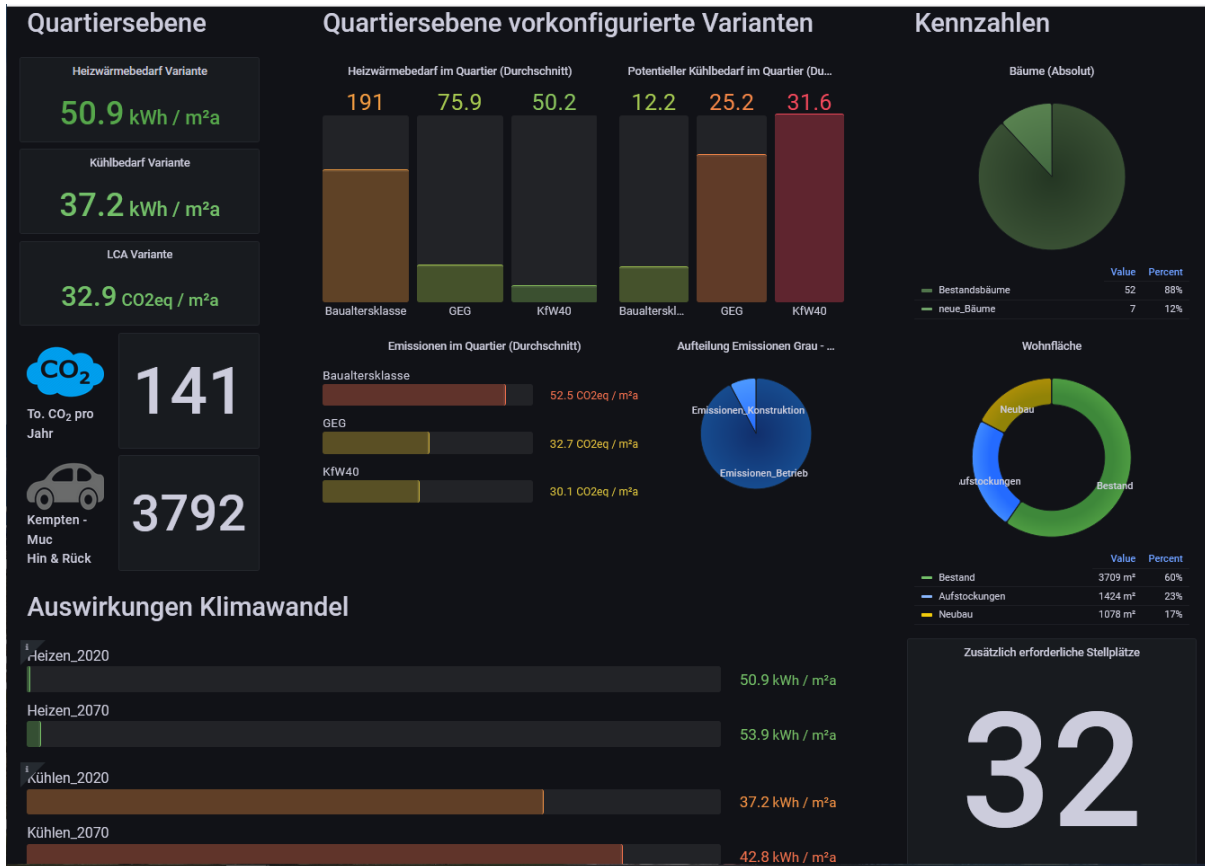 Quartiersebene
Heizwärmebedarf Variante
50.9 kWh / m²a
Kühlbedarf Variante
37.2 kWh / m²a
LCA Variante
32.9 CO2eq / m²a
CO₂
To. CO₂ pro
Jahr
141
Kempten -
Muc
Hin & Rück
3792
Quartiersebene vorkonfigurierte Varianten
Heizwärmebedarf im Quartier (Durchschnitt)
191 75.9 50.2
Baualtersklasse GEG KfW40
Potentieller Kühlbedarf im Quartier (Du...
12.2 25.2 31.6
Baualterskl... GEG KfW40
Emissionen im Quartier (Durchschnitt)
Baualtersklasse
52.5 CO2eq / m²a
GEG
32.7 CO2eq / m²a
KfW40
30.1 CO2eq / m²a
Aufteilung Emissionen Grau - ...
Emissionen_Konstruktion
Emissionen_Betrieb
Kennzahlen
Bäume (Absolut)
Value Percent
Bestandsbäume 52 88%
neue_Bäume 7 12%
Wohnfläche
Neubau
ufstockungen
Bestand
Value Percent
Bestand 3709 m² 60%
Aufstockungen 1424 m² 23%
Neubau 1078 m² 17%
Zusätzlich erforderliche Stellplätze
32
Auswirkungen Klimawandel
i
Heizen_2020
50.9 kWh / m²a
Heizen_2070
53.9 kWh / m²a
i
Kühlen_2020
37.2 kWh / m²a
Kühlen_2070
42.8 kWh / m²a